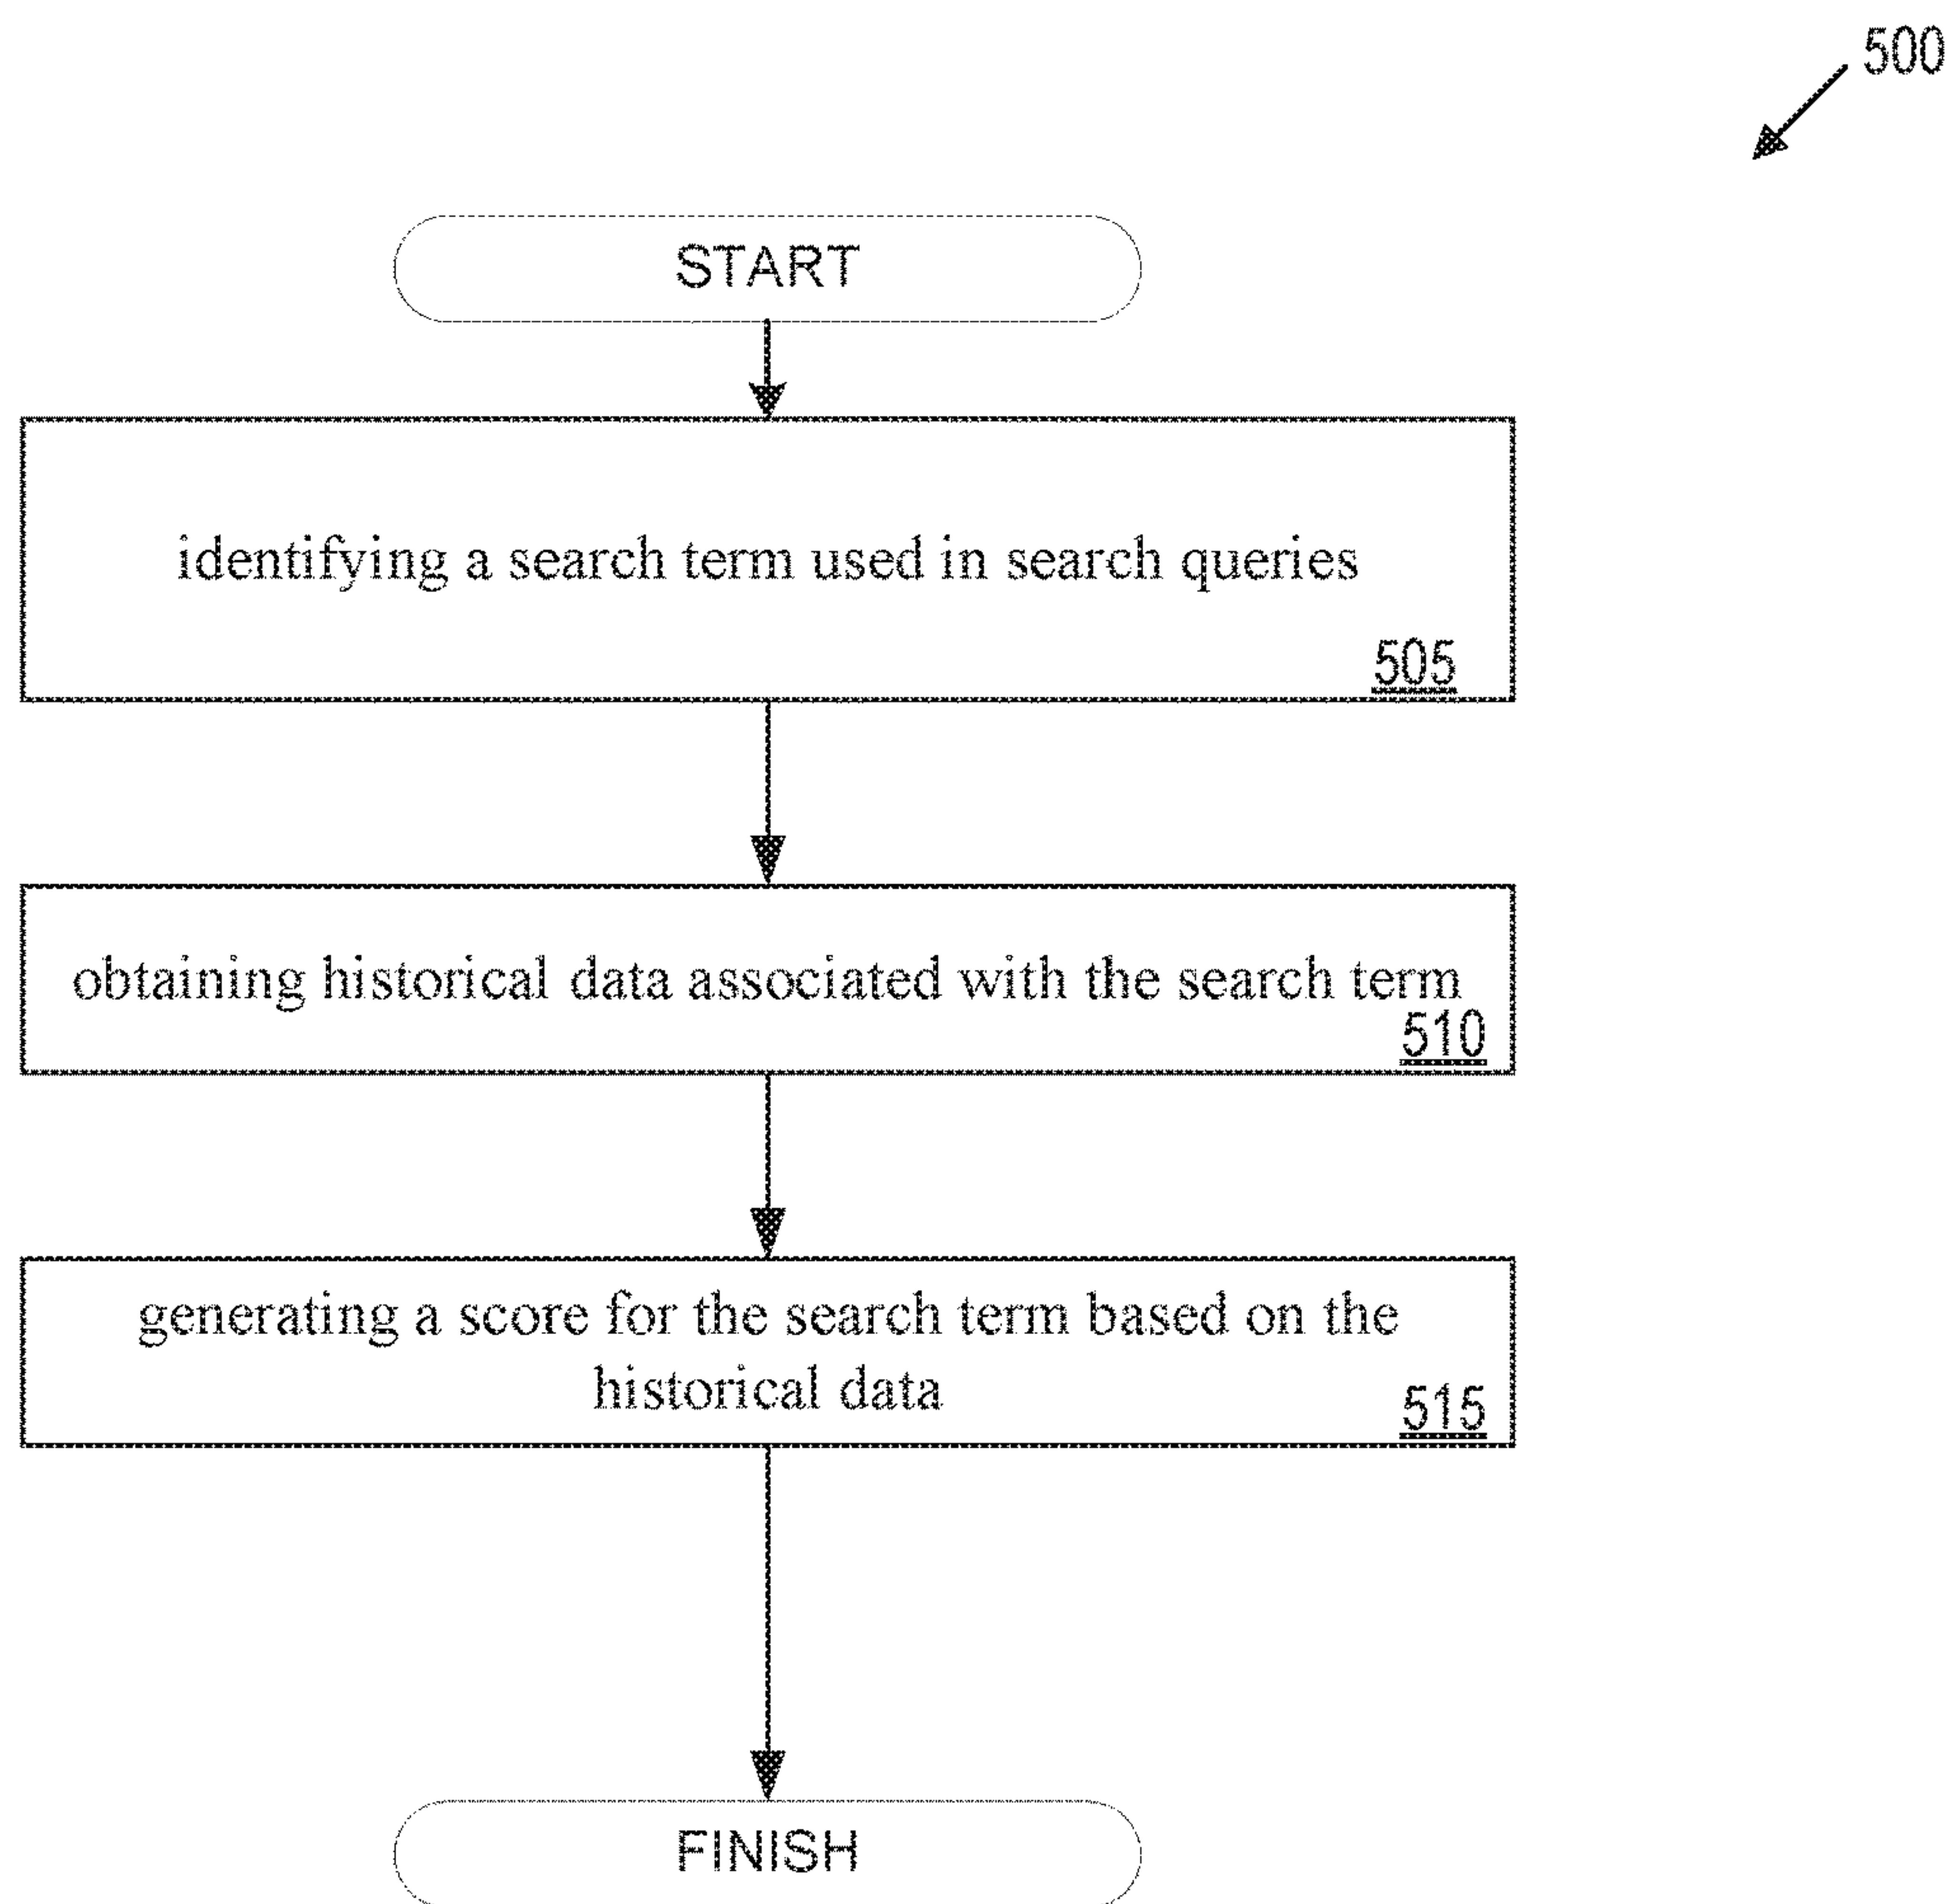 500
START
identifying a search term used in search queries
505
obtaining historical data associated with the search term
510
generating a score for the search term based on the
historical data
515
FINISH